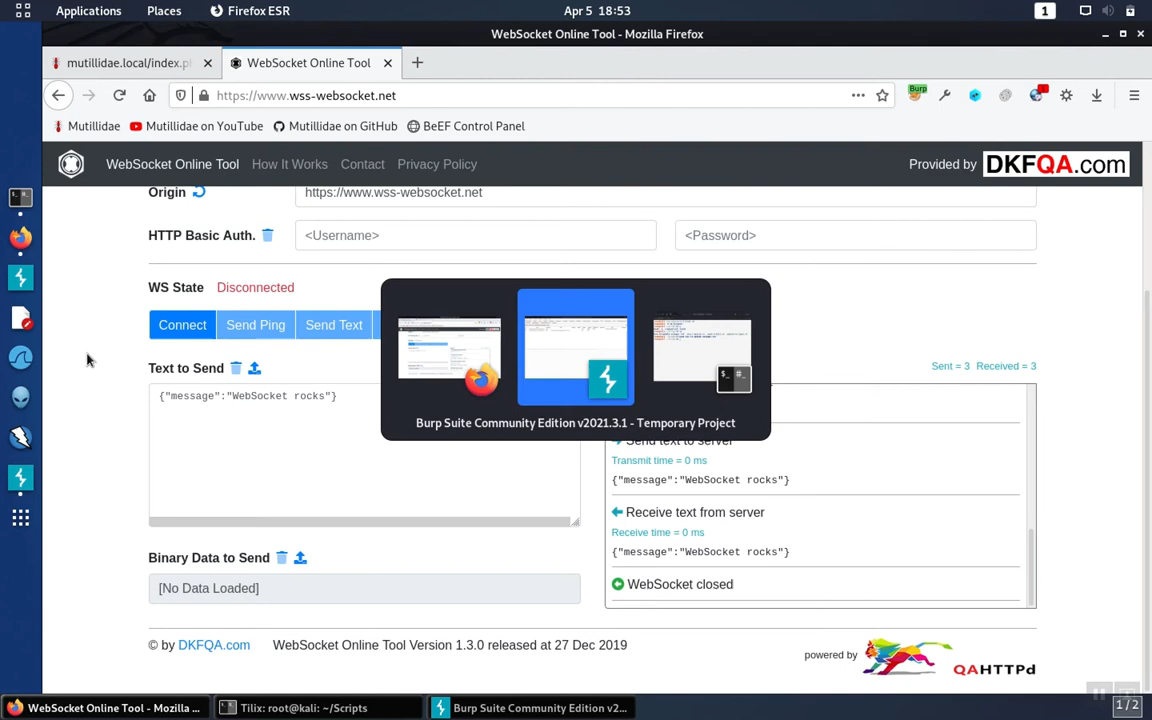 Applications Places Firefox ESR Apr 5 18:53 1
WebSocket Online Tool - Mozilla Firefox
mutillidae.local/index.p WebSocket Online Tool
https://www.wss-websocket.net Burp
Mutillidae Mutillidae on YouTube Mutillidae on GitHub BeEF Control Panel
WebSocket Online Tool How It Works Contact Privacy Policy Provided by DKFQA.com
Origin https://www.wss-websocket.net
HTTP Basic Auth. <Username> <Password>
WS State Disconnected
Connect Send Ping Send Text
Text to Send Sent = 3 Received = 3
{"message":"WebSocket rocks"}
Burp Suite Community Edition v2021.3.1 - Temporary Project
Send text to server
Transmit time = 0 ms
{"message":"WebSocket rocks"}
Receive text from server
Receive time = 0 ms
{"message":"WebSocket rocks"}
Binary Data to Send
WebSocket closed
[No Data Loaded]
© by DKFQA.com WebSocket Online Tool Version 1.3.0 released at 27 Dec 2019
powered by QAHTTPd
WebSocket Online Tool - Mozilla ... Tilix: root@kali: ~/Scripts Burp Suite Community Edition v2... 1/2